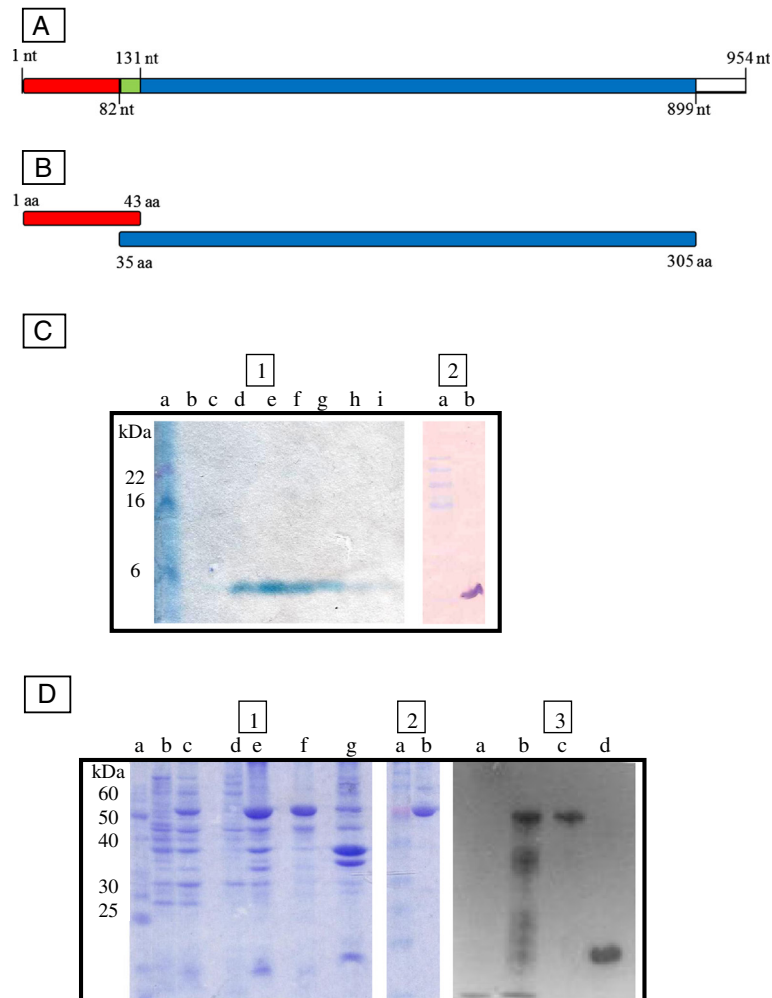 A
1 nt 131 nt 954 nt
82 nt 899 nt
B
1 aa 43 aa
35 aa 305 aa
C
1 2
a b c d e f g h i a b
kDa
22
16
6
D
1 2 3
a b c d e f g a b a b c d
kDa
60
50
40
30
25